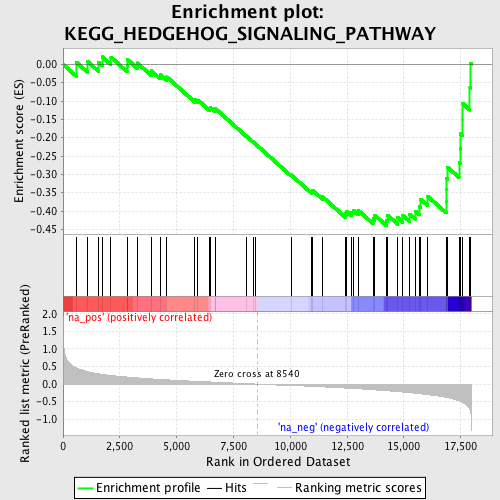 Enrichment plot:
KEGG_HEDGEHOG_SIGNALING_PATHWAY
Enrichment score (ES)
0.00
-0.05
-0.10
-0.15
-0.20
-0.25
-0.30
-0.35
-0.40
-0.45
Ranked list metric (PreRanked)
'na_pos' (positively correlated)
2.0
1.5
1.0
0.5
0.0
-0.5
-1.0
Zero cross at 8540
'na_neg' (negatively correlated)
0
2,500
5,000
7,500
10,000
12,500
15,000
17,500
Rank in Ordered Dataset
Enrichment profile
Hits
Ranking metric scores